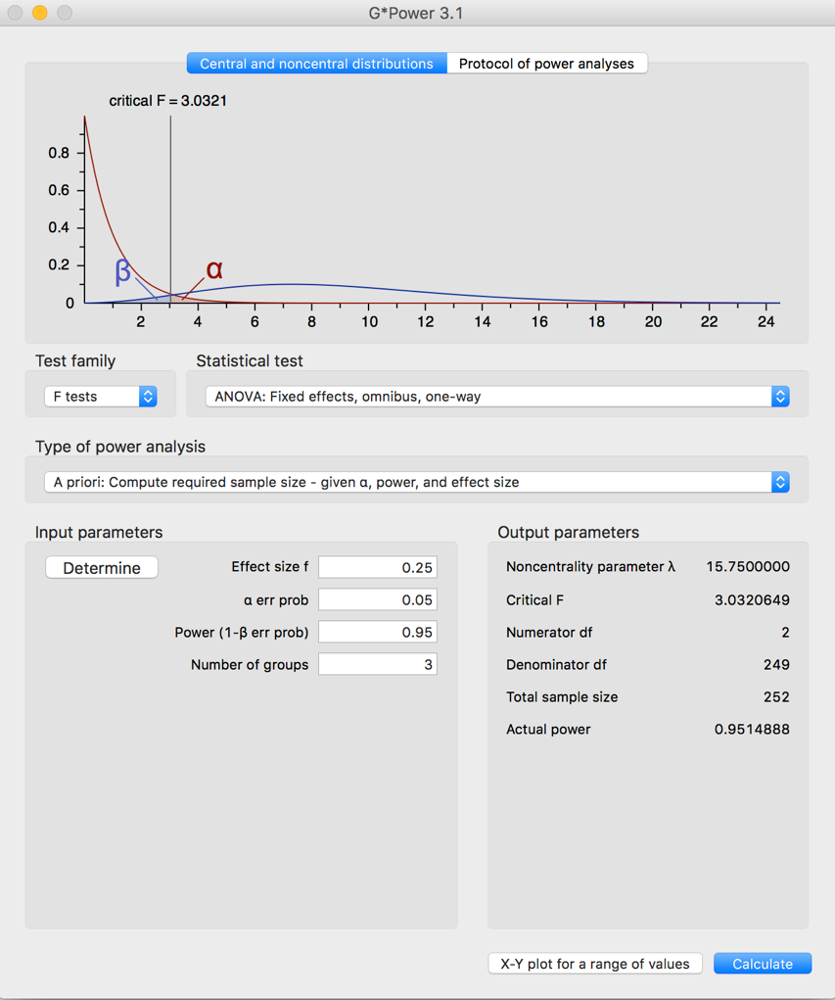 G*Power 3.1
Central and noncentral distributions Protocol of power analyses
critical F = 3.0321
0.8
0.6
0.4
0.2
0
β
α
2 4 6 8 10 12 14 16 18 20 22 24
Test family Statistical test
F tests ANOVA: Fixed effects, omnibus, one-way
Type of power analysis
A priori: Compute required sample size – given α, power, and effect size
Input parameters Output parameters
Determine Effect size f 0.25 Noncentrality parameter λ 15.7500000
α err prob 0.05 Critical F 3.0320649
Power (1-β err prob) 0.95 Numerator df 2
Number of groups 3 Denominator df 249
Total sample size 252
Actual power 0.9514888
X-Y plot for a range of values Calculate